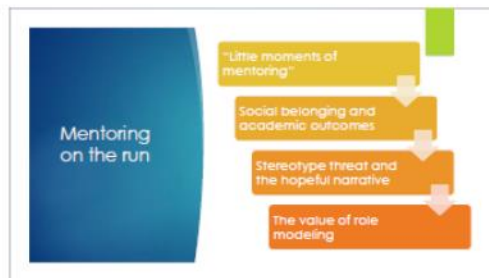 Mentoring
on the run
"Little moments of
mentoring"
Social belonging and
academic outcomes
Stereotype threat and
the hopeful narrative
The value of role
modeling